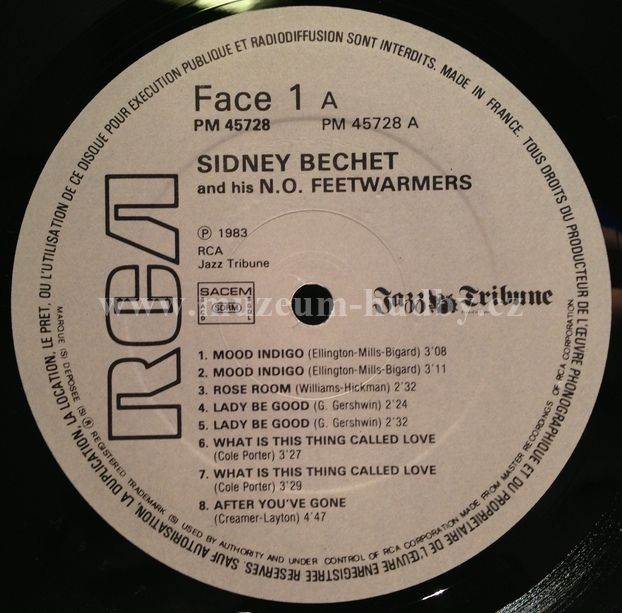 SAUF AUTORISATION, LA DUPLICATION, LA LOCATION, LE PRET, OU L'UTILISATION DE CE DISQUE POUR EXECUTION PUBLIQUE ET RADIODIFFUSION SONT INTERDITS. MADE IN FRANCE. TOUS DROITS DU PRODUCTEUR DE L'ŒUVRE PHONOGRAPHIQUE ET DU PROPRIETAIRE DE L'ŒUVRE ENREGISTREE RESERVES.
Face 1 A
PM 45728 PM 45728 A
SIDNEY BECHET
and his N.O. FEETWARMERS
RCA
℗ 1983
RCA
Jazz Tribune
SACEM
SDRM
Jazz Tribune
www.muzeum-hudby.cz
1. MOOD INDIGO (Ellington-Mills-Bigard) 3'08
2. MOOD INDIGO (Ellington-Mills-Bigard) 3'11
3. ROSE ROOM (Williams-Hickman) 2'32
4. LADY BE GOOD (G. Gershwin) 2'24
5. LADY BE GOOD (G. Gershwin) 2'32
6. WHAT IS THIS THING CALLED LOVE
(Cole Porter) 3'27
7. WHAT IS THIS THING CALLED LOVE
(Cole Porter) 3'29
8. AFTER YOU'VE GONE
(Creamer-Layton) 4'47
MARQUE (S) DEPOSEE (S) ® REGISTERED TRADEMARK (S) USED BY AUTHORITY AND UNDER CONTROL OF RCA CORPORATION MADE FROM MASTER RECORDINGS OF RCA CORPORATION.